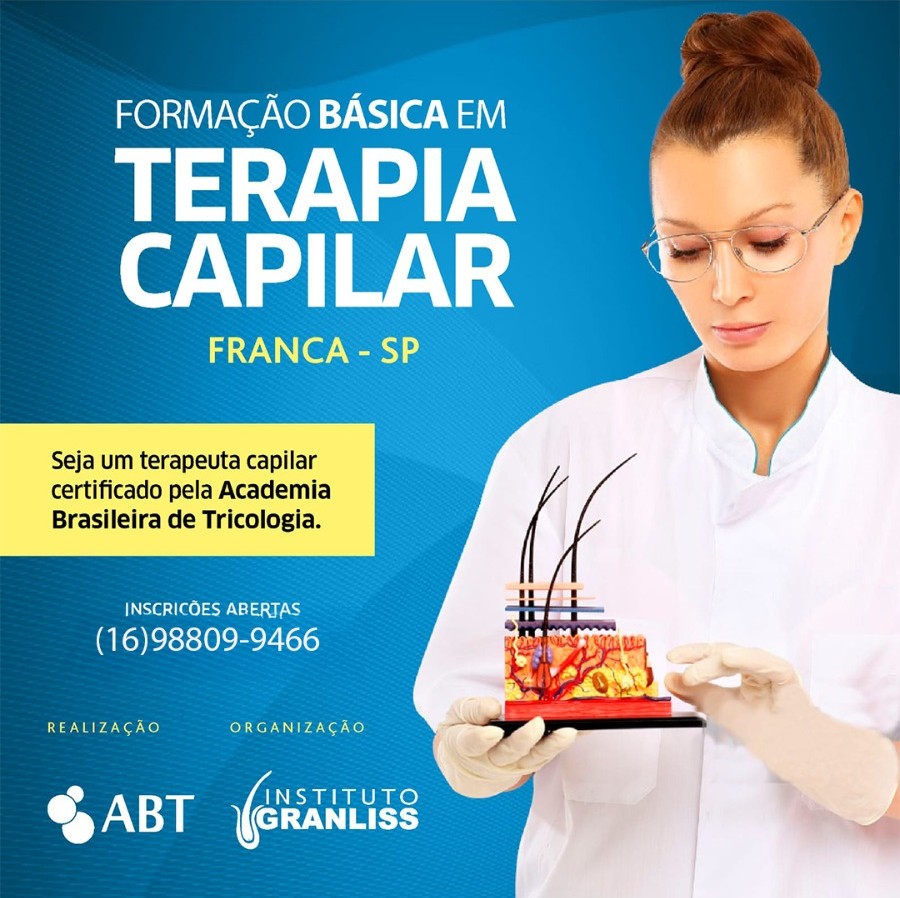 FORMAÇÃO BÁSICA EM
TERAPIA
CAPILAR
FRANCA - SP
Seja um terapeuta capilar
certificado pela Academia
Brasileira de Tricologia.
INSCRIÇÕES ABERTAS
(16)98809-9466
REALIZAÇÃO
ORGANIZAÇÃO
ABT
INSTITUTO
GRANLISS